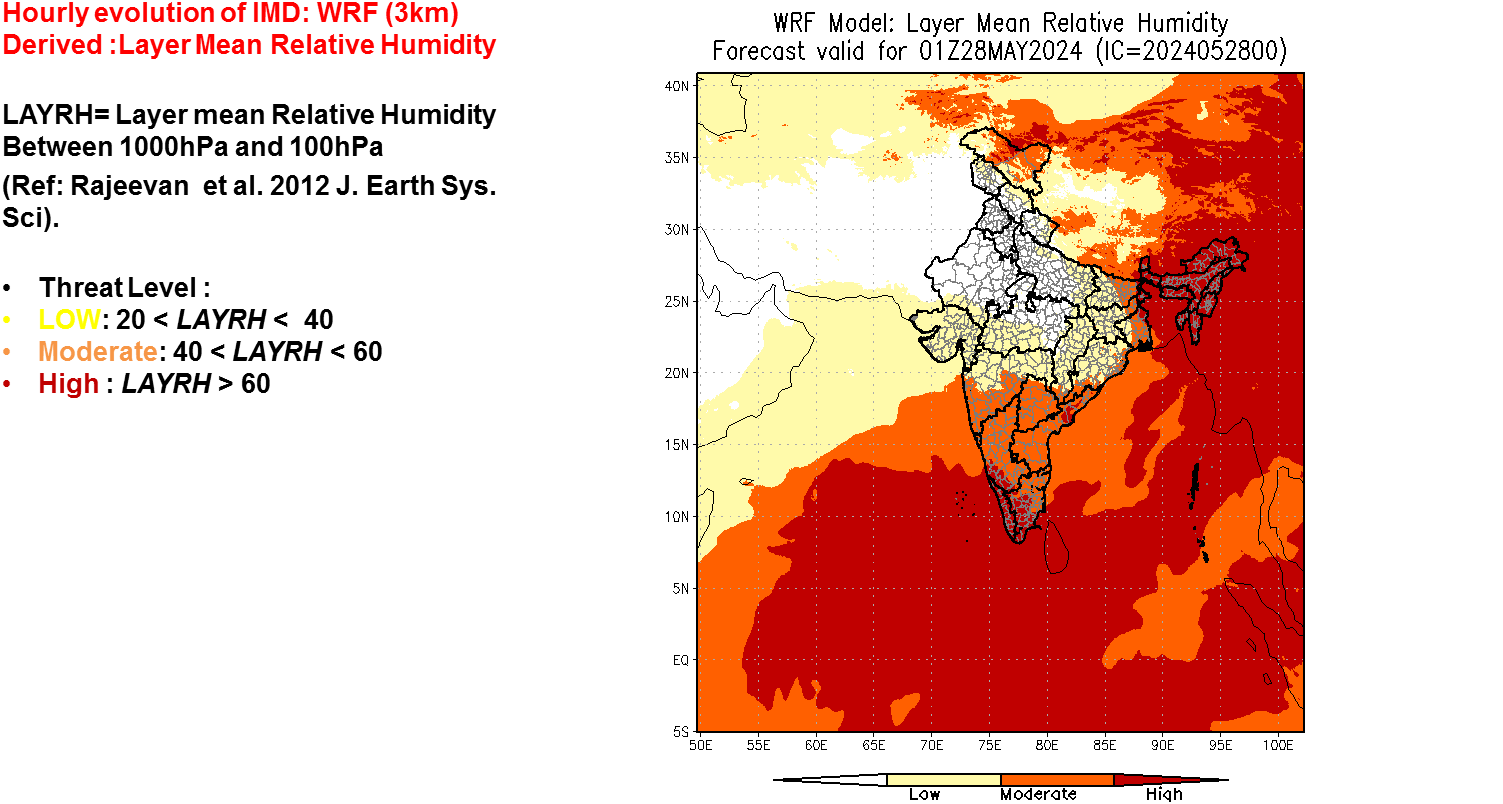 Hourly evolution of IMD: WRF (3km)
Derived :Layer Mean Relative Humidity
LAYRH= Layer mean Relative Humidity
Between 1000hPa and 100hPa
(Ref: Rajeevan et al. 2012 J. Earth Sys.
Sci).
• Threat Level :
• LOW: 20 < LAYRH < 40
• Moderate: 40 < LAYRH < 60
• High : LAYRH > 60
WRF Model: Layer Mean Relative Humidity
Forecast valid for 01Z28MAY2024 (IC=2024052800)
40N
35N
30N
25N
20N
15N
10N
5N
EQ
5S
50E 55E 60E 65E 70E 75E 80E 85E 90E 95E 100E
Low Moderate High